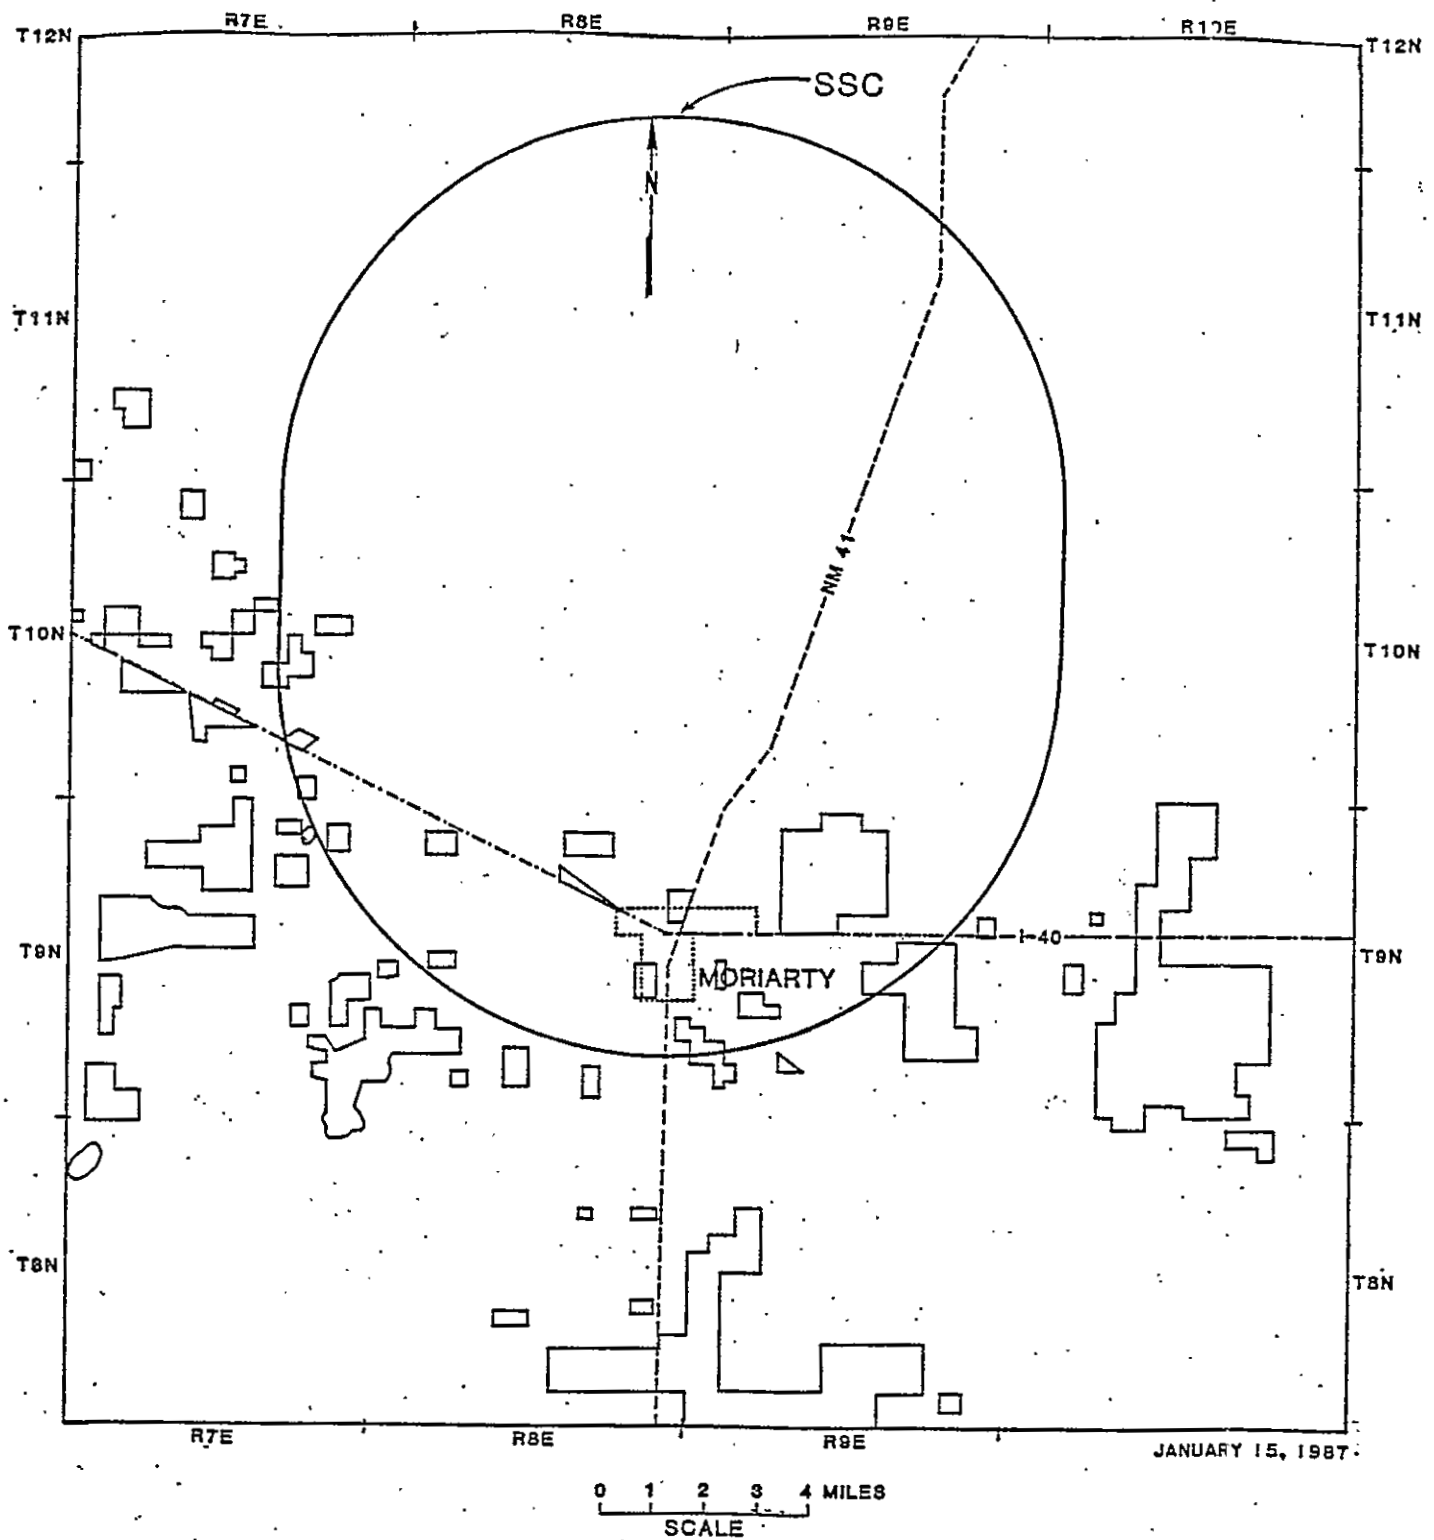 R7E R8E R9E R10E
T12N T12N
SSC
N
T11N T11N
NM 41
T10N T10N
I-40
T9N T9N
MORIARTY
T8N T8N
R7E R8E R9E
JANUARY 15, 1987
0 1 2 3 4 MILES
SCALE